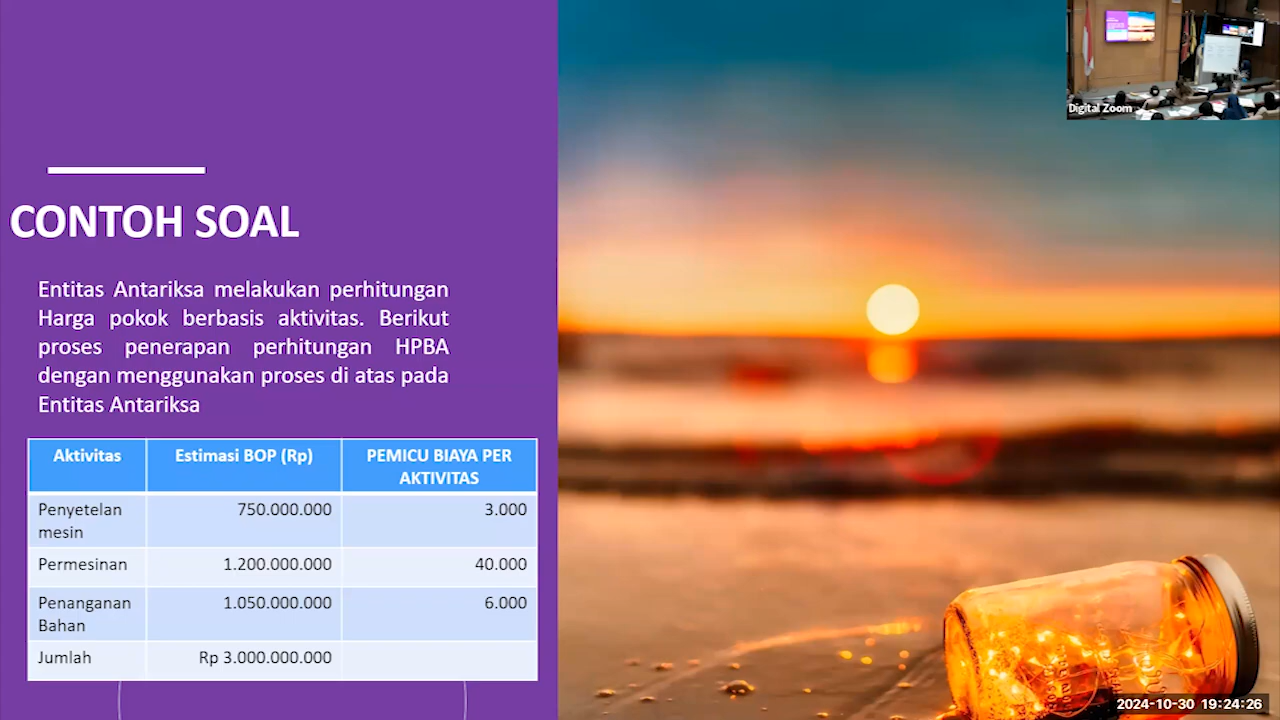 Digital Zoom
CONTOH SOAL
Entitas Antariksa melakukan perhitungan
Harga pokok berbasis aktivitas. Berikut
proses penerapan perhitungan HPBA
dengan menggunakan proses di atas pada
Entitas Antariksa
Aktivitas Estimasi BOP (Rp) PEMICU BIAYA PER
AKTIVITAS
Penyetelan 750.000.000 3.000
mesin
Permesinan 1.200.000.000 40.000
Penanganan 1.050.000.000 6.000
Bahan
Jumlah Rp 3.000.000.000
2024-10-30 19:24:26